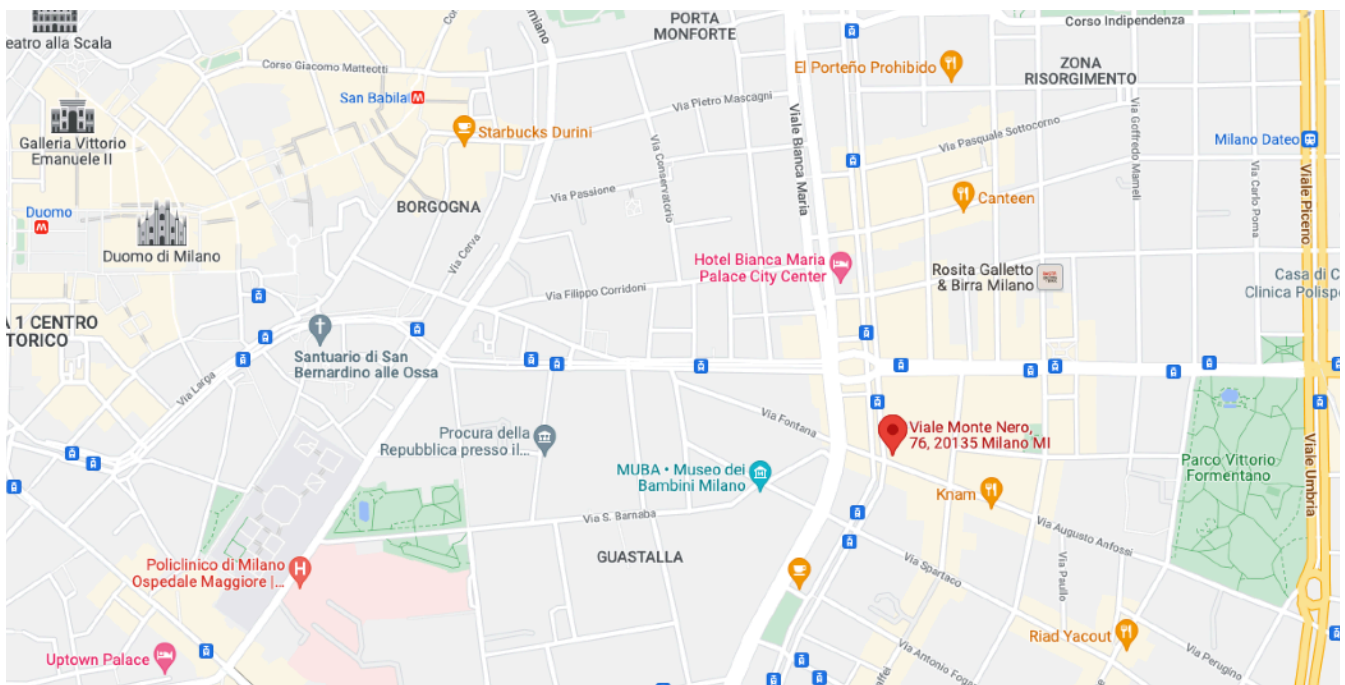 PORTA
MONFORTE
Corso Indipendenza
eatro alla Scala
Corso Giacomo Matteotti
El Porteño Prohibido
ZONA
RISORGIMENTO
San Babila
M
Via Pietro Mascagni
Viale Bianca Maria
Via Goffredo Mameli
Starbucks Durini
Galleria Vittorio
Emanuele II
Via Conservatorio
Via Pasquale Sottocorno
Milano Dateo
Viale Piceno
Via Carlo Poma
Via Passione
Canteen
BORGOGNA
Duomo
M
Duomo di Milano
Via Cerva
Hotel Bianca Maria
Palace City Center
Rosita Galletto
& Birra Milano
Casa di C
Clinica Polispe
Via Filippo Corridoni
A 1 CENTRO
TORICO
Santuario di San
Bernardino alle Ossa
Via Larga
Via Fontana
Procura della
Repubblica presso il...
Viale Monte Nero,
76, 20135 Milano MI
MUBA • Museo dei
Bambini Milano
Parco Vittorio
Formentano
Viale Umbria
Knam
Via S. Barnaba
Via Augusto Anfossi
GUASTALLA
Policlinico di Milano
Ospedale Maggiore |...
H
Via Spartaco
Via Paullo
Riad Yacout
Uptown Palace
Via Perugino
Via Antonio Foga